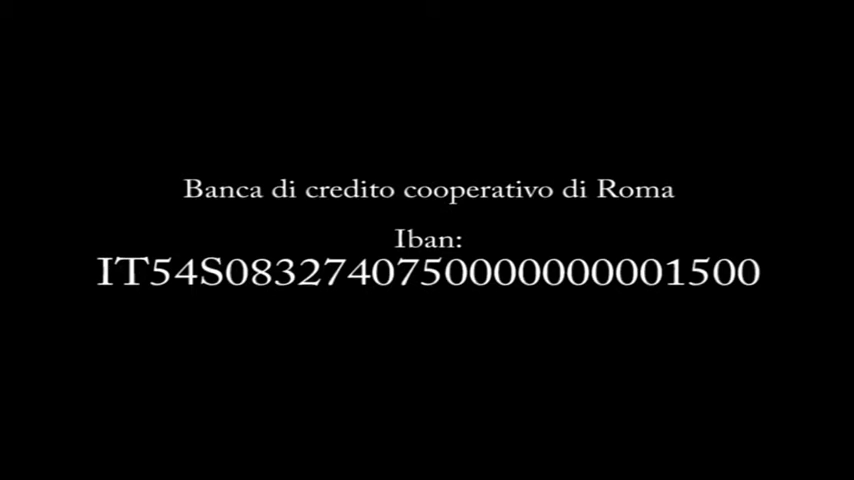 Banca di credito cooperativo di Roma
Iban:
IT54S0832740750000000001500